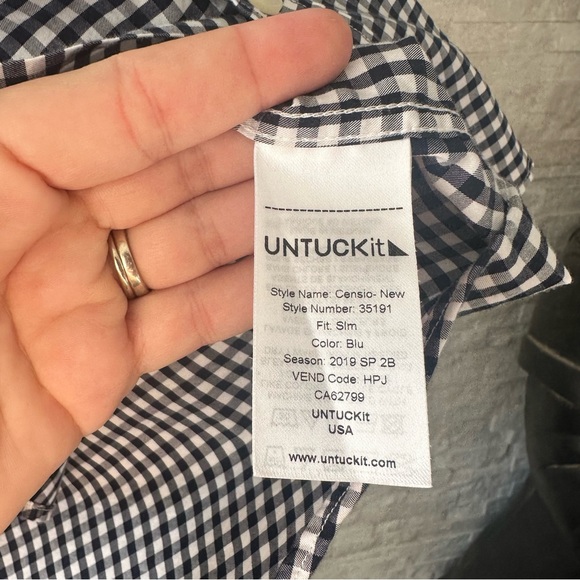 UNTUCKit
Style Name: Censio- New
Style Number: 35191
Fit: Slm
Color: Blu
Season: 2019 SP 2B
VEND Code: HPJ
CA62799
UNTUCKit
USA
www.untuckit.com